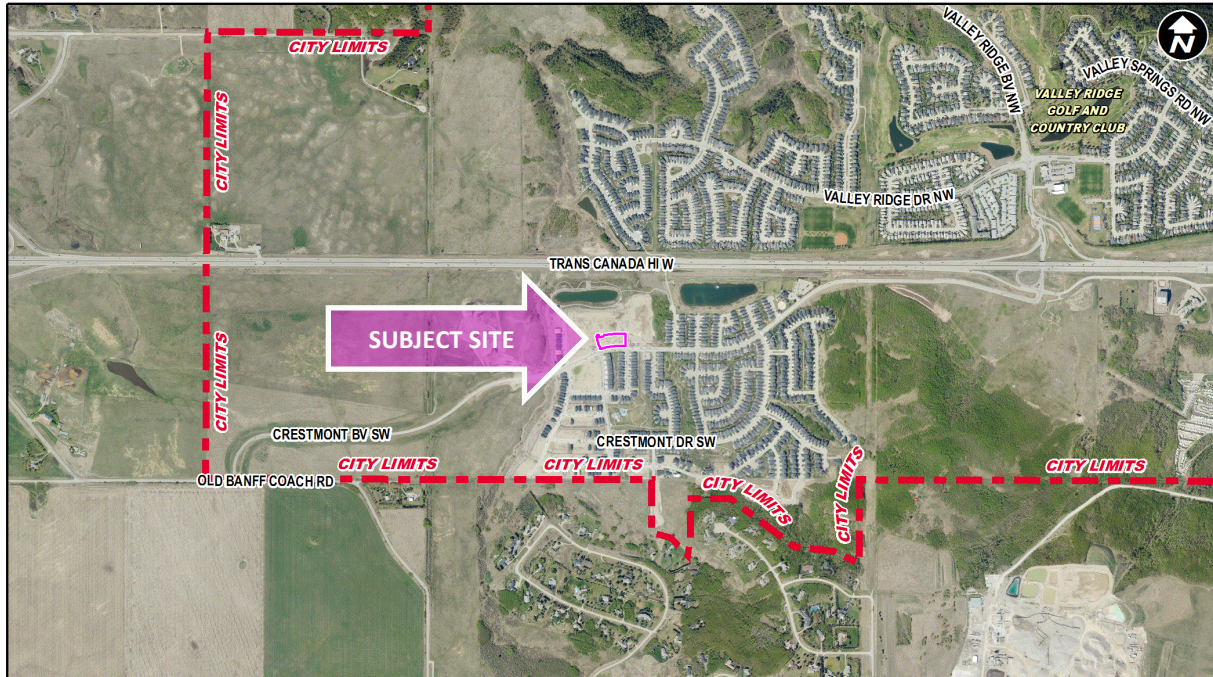 CITY LIMITS
N
VALLEY RIDGE BV NW
VALLEY SPRINGS RD NW
VALLEY RIDGE
GOLF AND
COUNTRY CLUB
CITY LIMITS
VALLEY RIDGE DR NW
TRANS CANADA HI W
SUBJECT SITE
CITY LIMITS
CRESTMONT BV SW
CRESTMONT DR SW
CITY LIMITS
CITY LIMITS
CITY LIMITS
OLD BANFF COACH RD
CITY LIMITS
CITY LIMITS